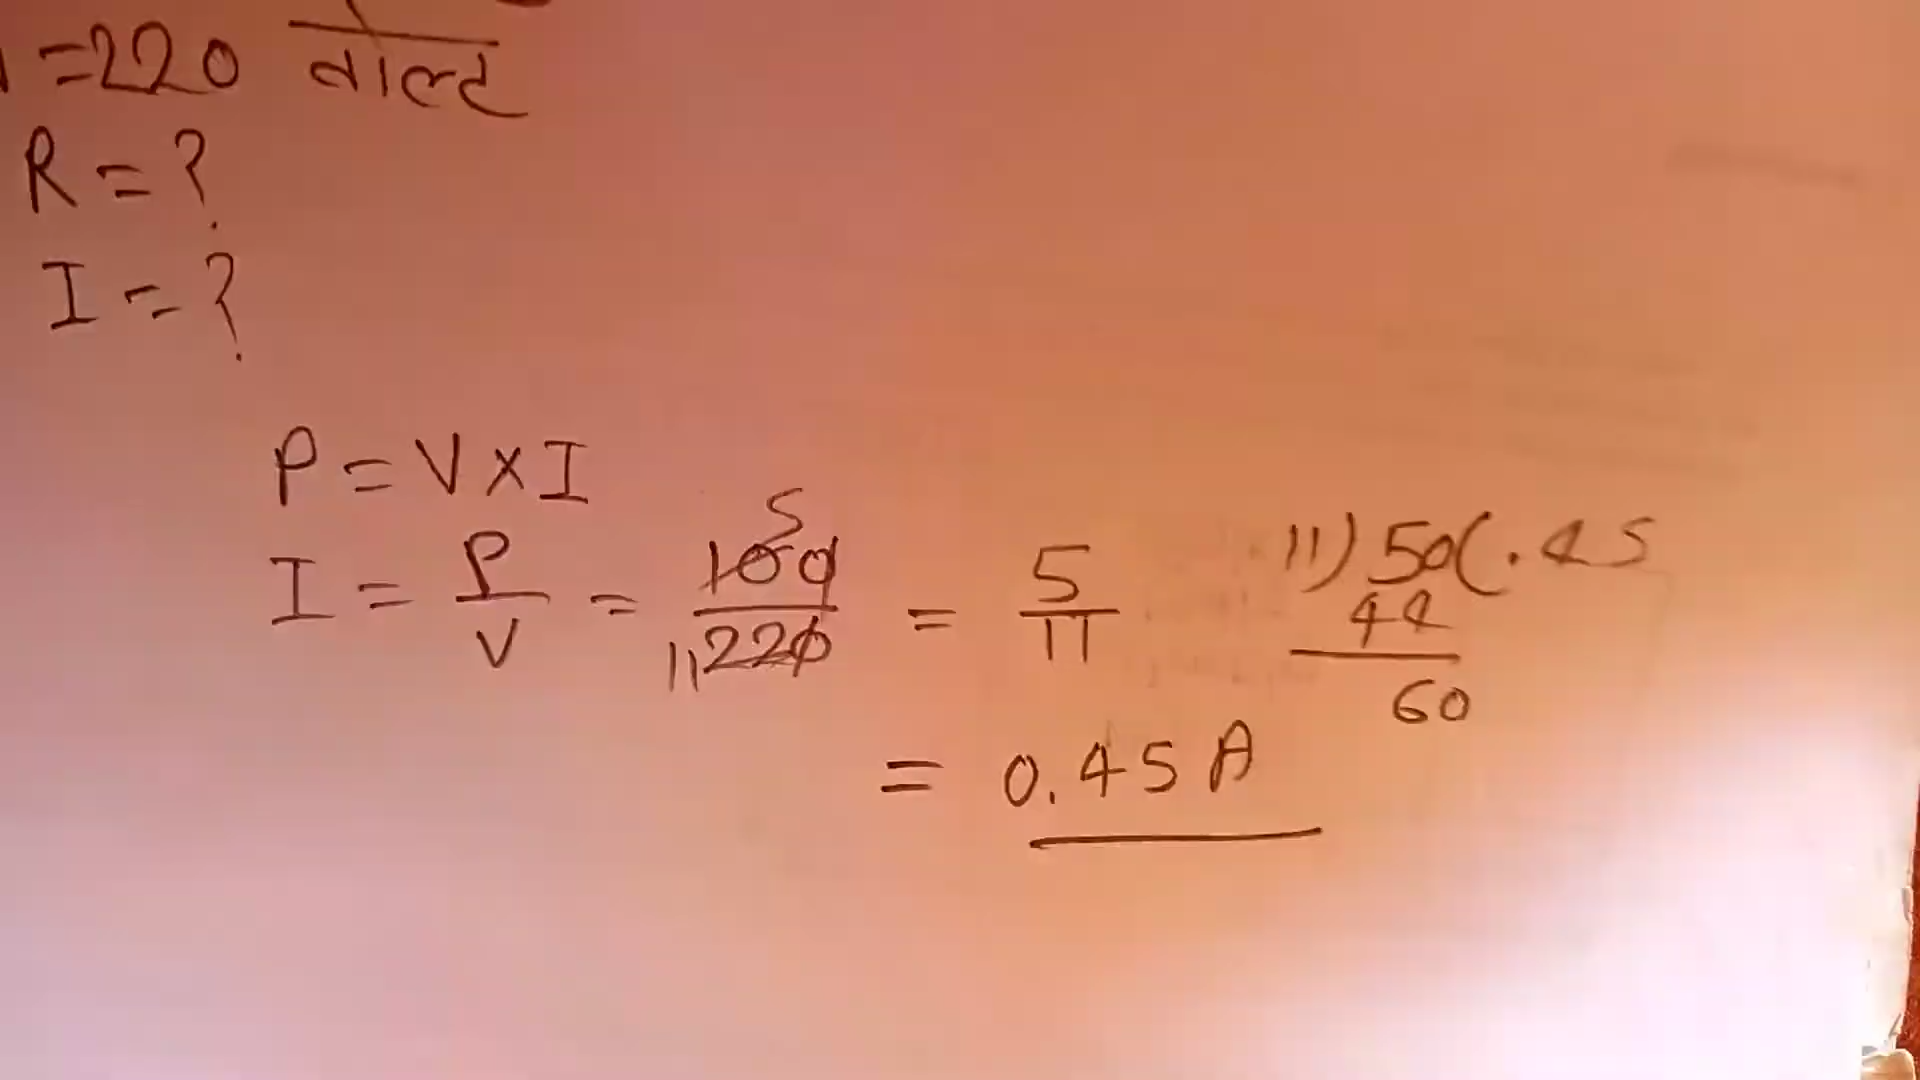 =220 वोल्ट
R = ?
I = ?
P = V × I
I = P/V = 100/220 = 5/11
5
11
11) 50 (.45
44
60
= 0.45 A